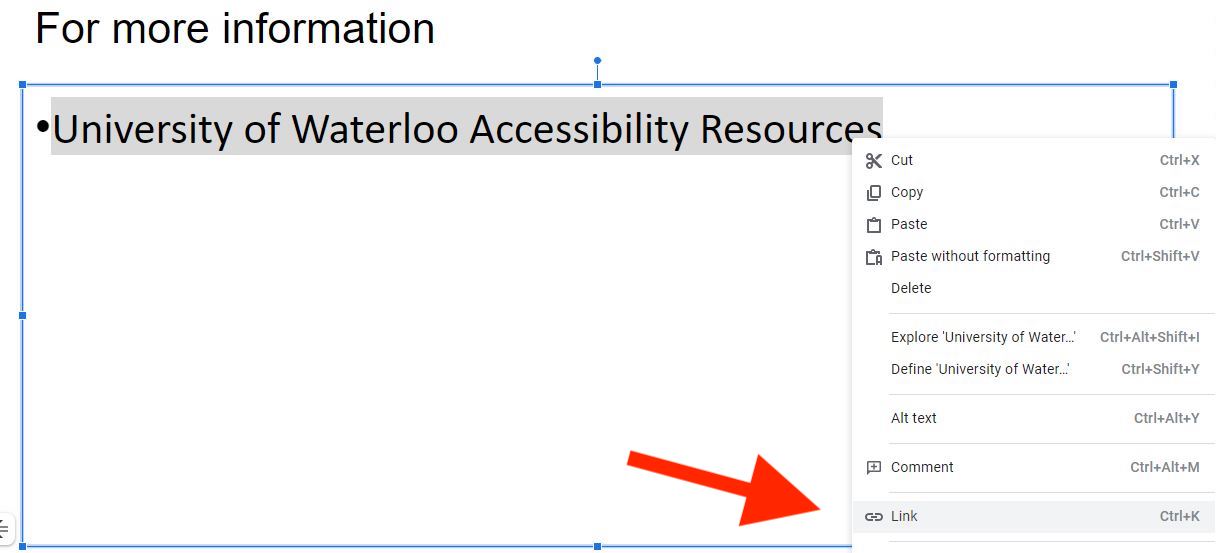 For more information
•University of Waterloo Accessibility Resources
Cut Ctrl+X
Copy Ctrl+C
Paste Ctrl+V
Paste without formatting Ctrl+Shift+V
Delete
Explore 'University of Water...' Ctrl+Alt+Shift+I
Define 'University of Water...' Ctrl+Shift+Y
Alt text Ctrl+Alt+Y
Comment Ctrl+Alt+M
Link Ctrl+K